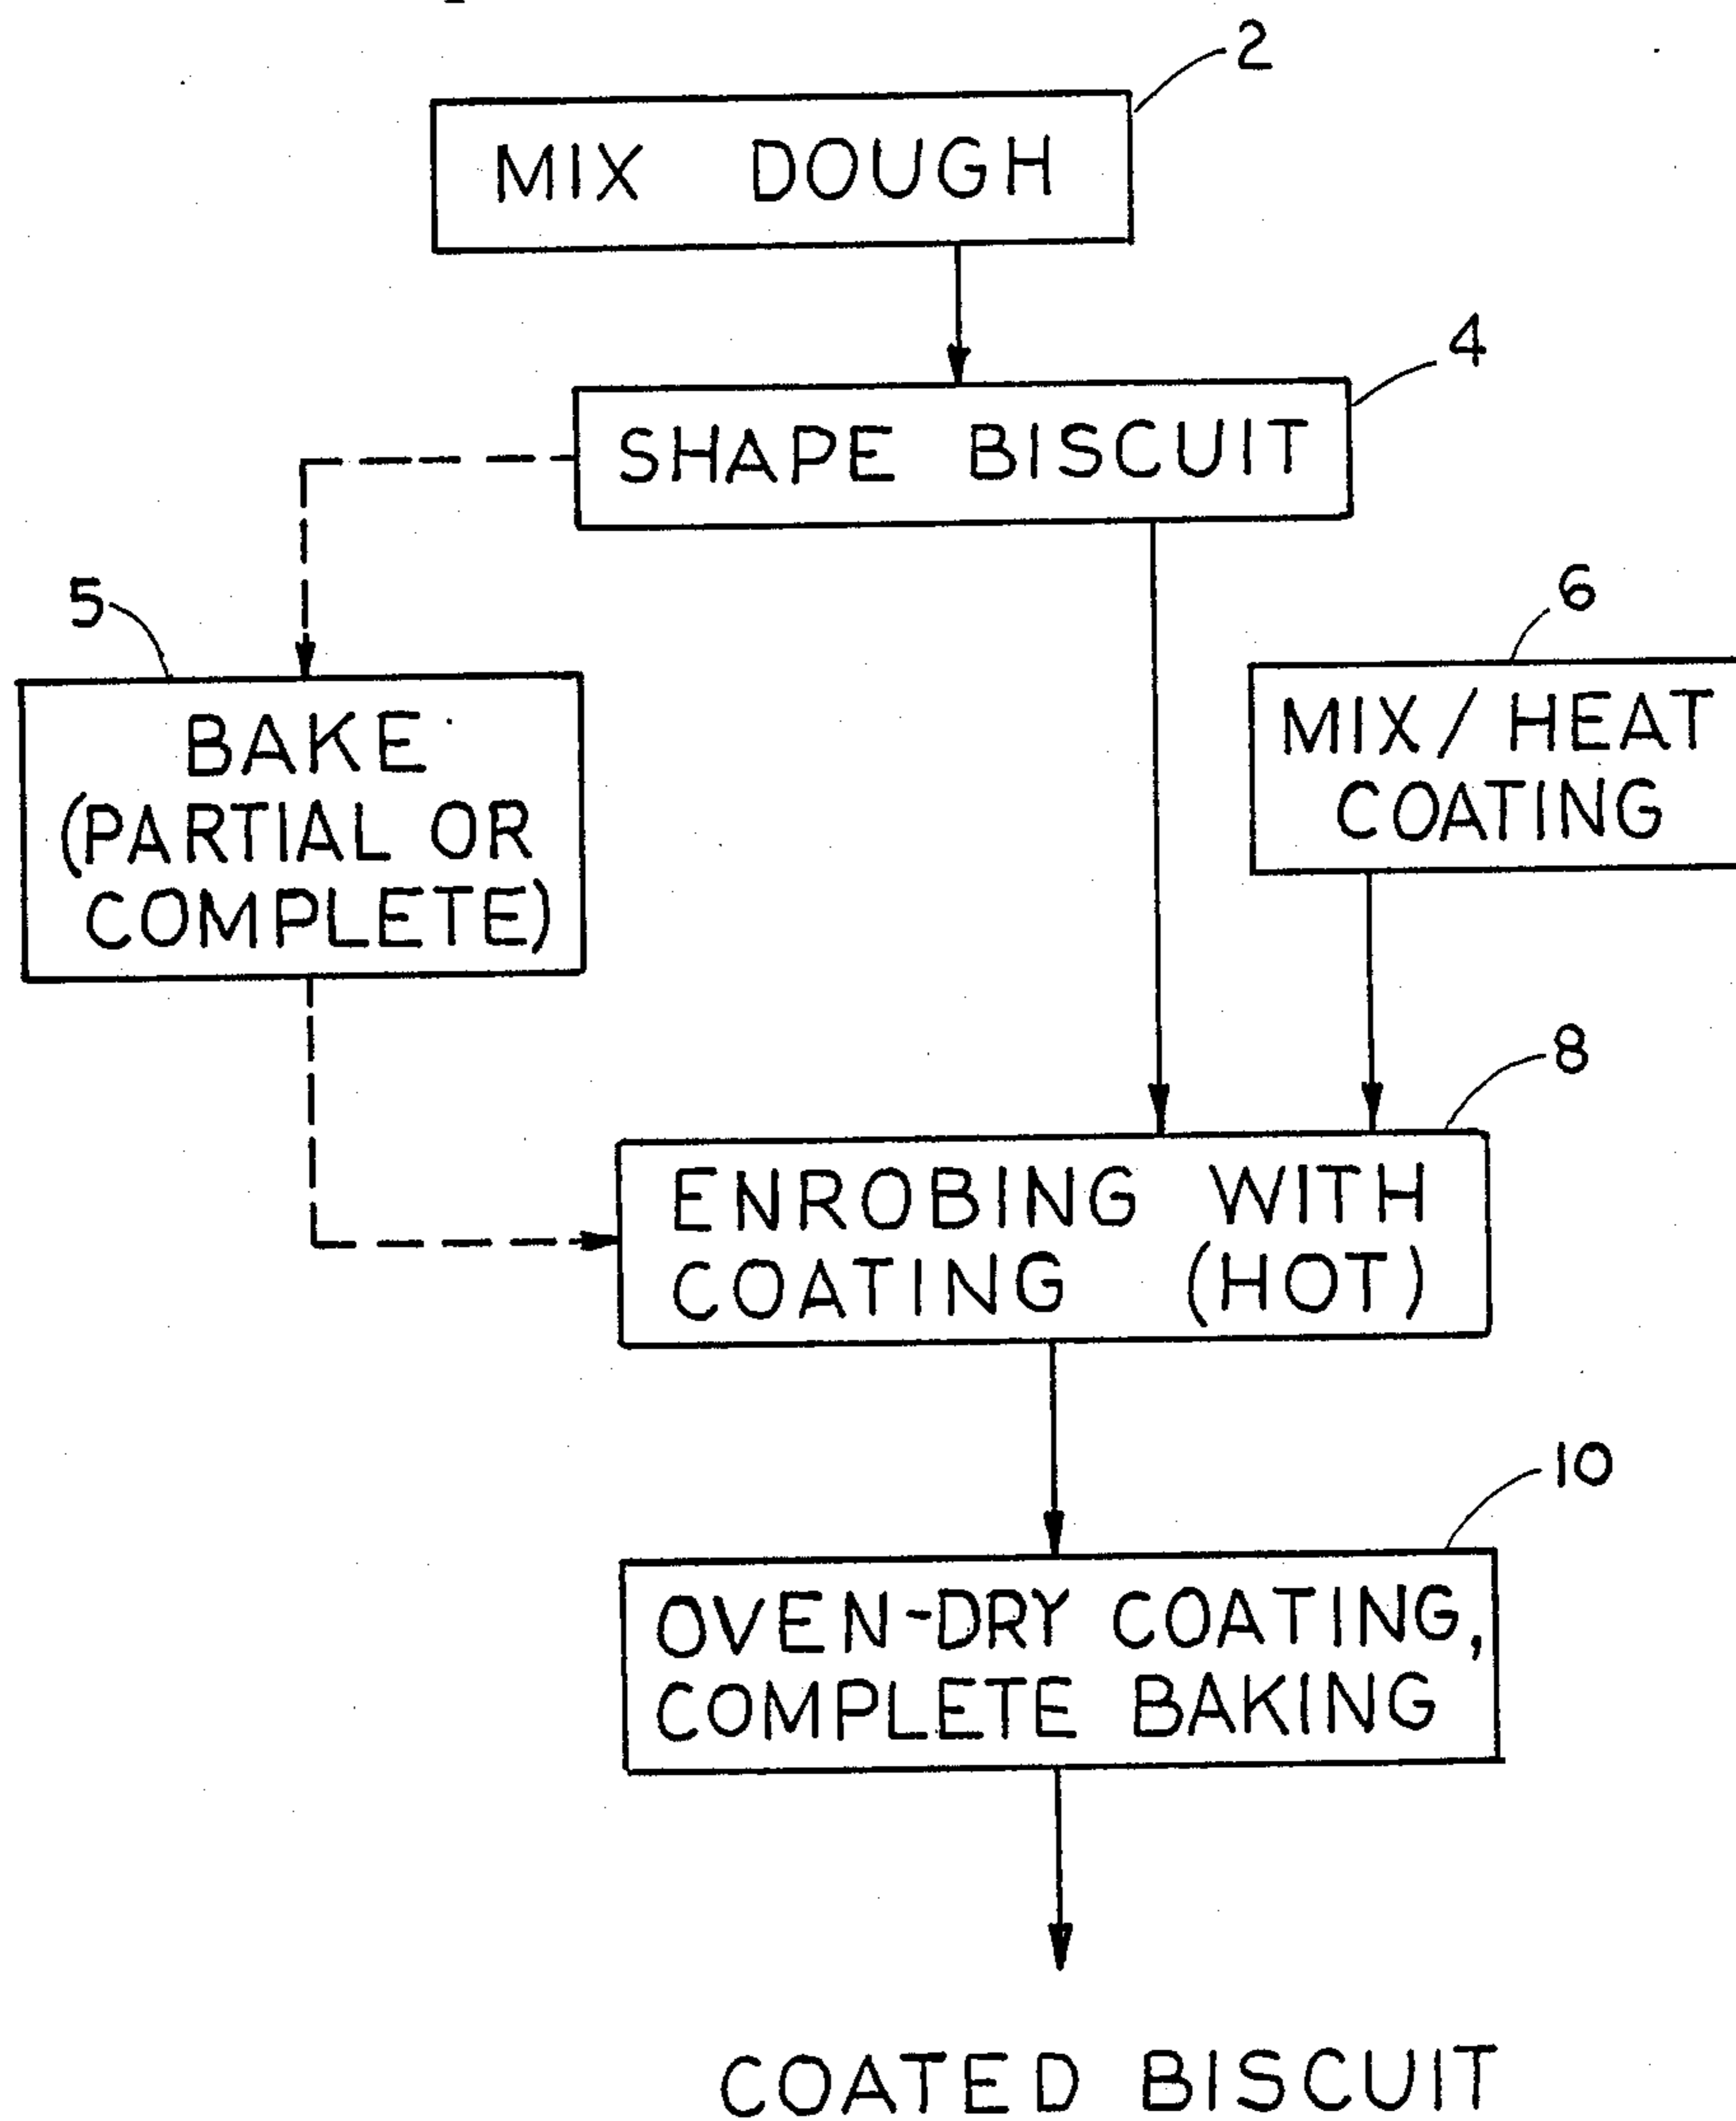 2
MIX DOUGH
4
SHAPE BISCUIT
5
BAKE
(PARTIAL OR
COMPLETE)
6
MIX/HEAT
COATING
8
ENROBING WITH
COATING (HOT)
10
OVEN-DRY COATING,
COMPLETE BAKING
COATED BISCUIT